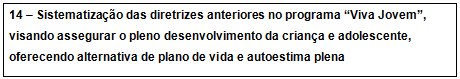 14 – Sistematização das diretrizes anteriores no programa “Viva Jovem”,
visando assegurar o pleno desenvolvimento da criança e adolescente,
oferecendo alternativa de plano de vida e autoestima plena